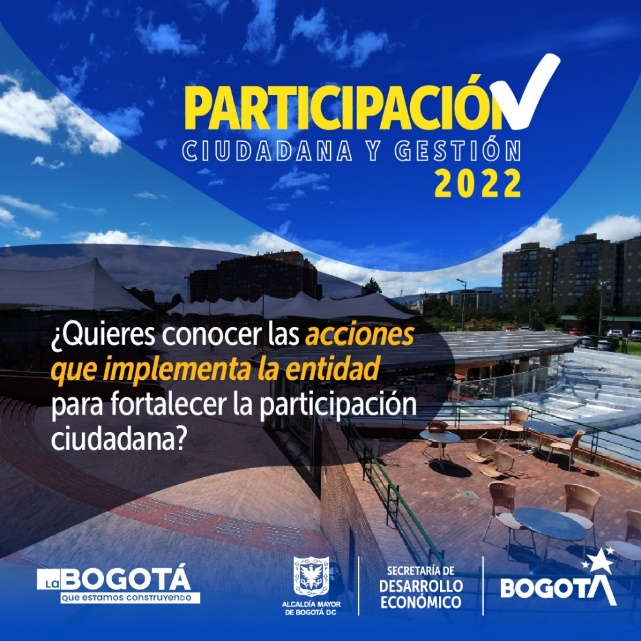 PARTICIPACIÓN
CIUDADANA Y GESTIÓN
2022
¿Quieres conocer las acciones
que implementa la entidad
para fortalecer la participación
ciudadana?
La BOGOTÁ
que estamos construyendo
ALCALDÍA MAYOR
DE BOGOTÁ DC
SECRETARÍA DE
DESARROLLO
ECONÓMICO
BOGOTÁ